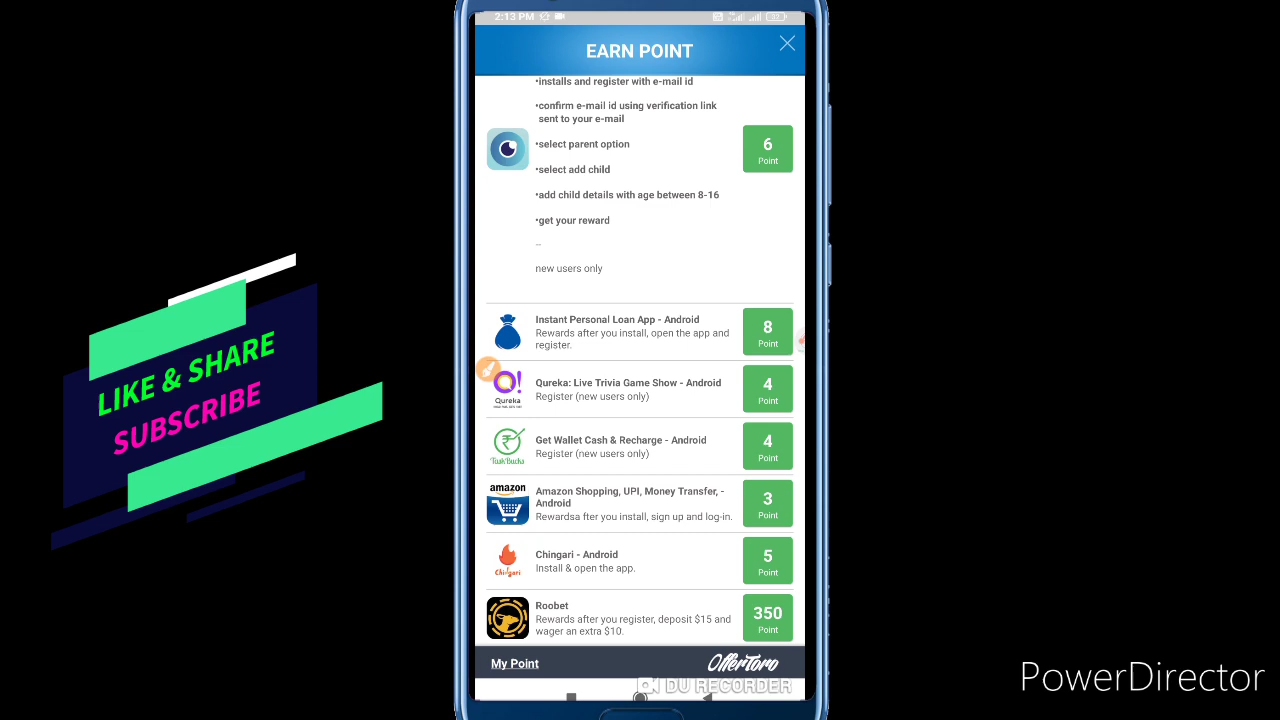 2:13 PM
EARN POINT
•installs and register with e-mail id
•confirm e-mail id using verification link
sent to your e-mail
6
Point
•select parent option
•select add child
•add child details with age between 8-16
•get your reward
--
new users only
Instant Personal Loan App - Android
Rewards after you install, open the app and
register.
8
Point
Qureka
Qureka: Live Trivia Game Show - Android
Register (new users only)
4
Point
TaskBucks
Get Wallet Cash & Recharge - Android
Register (new users only)
4
Point
amazon
Amazon Shopping, UPI, Money Transfer, -
Android
Rewardsa fter you install, sign up and log-in.
3
Point
Chingari
Chingari - Android
Install & open the app.
5
Point
Roobet
Rewards after you register, deposit $15 and
wager an extra $10.
350
Point
My Point
OfferToro
DU RECORDER
LIKE & SHARE
SUBSCRIBE
PowerDirector